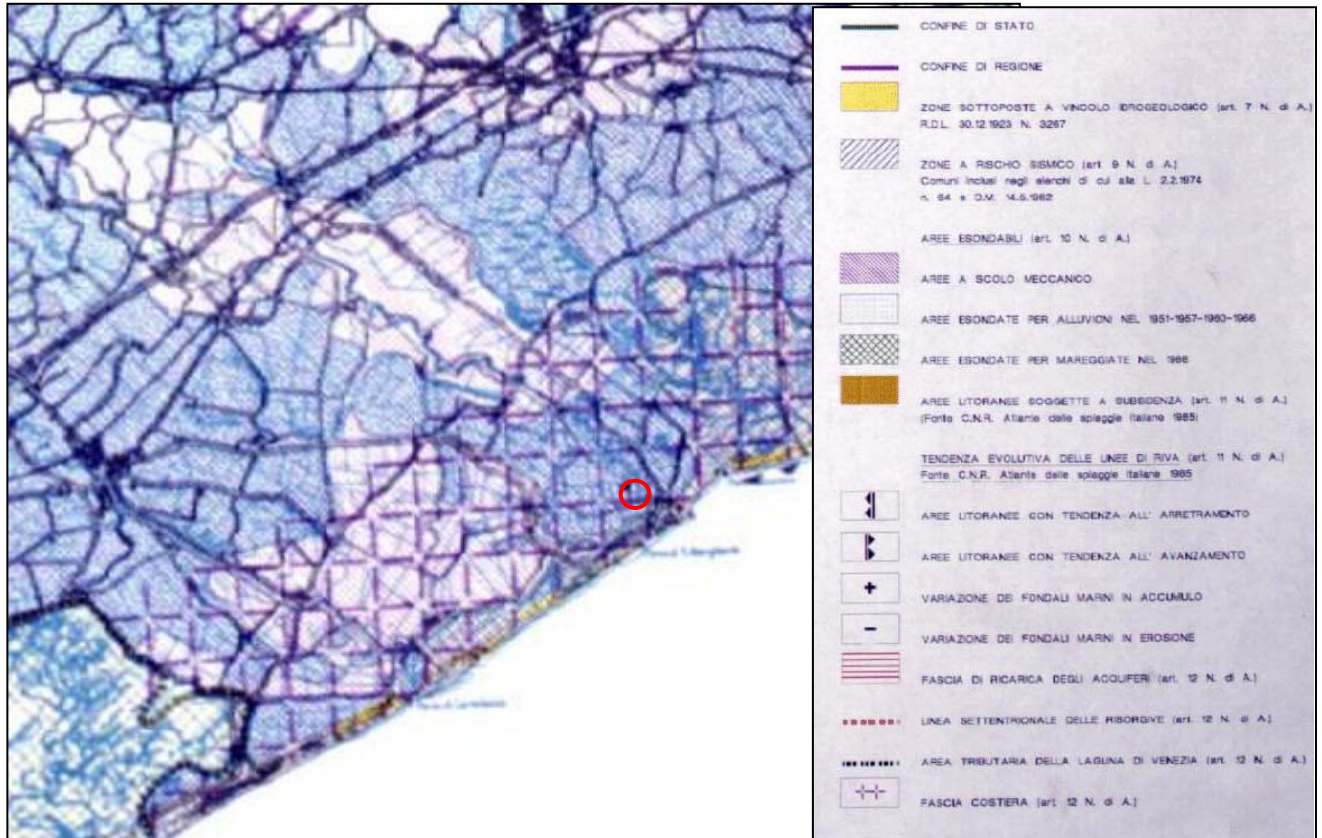 CONFINE DI STATO
CONFINE DI REGIONE
ZONE SOTTOPOSTE A VINCOLO IDROGEOLOGICO (art. 7 N. di A.)
R.D.L. 30.12.1923 N. 3267
ZONE A RISCHIO SISMICO (art. 9 N. di A.)
Comuni inclusi negli elenchi di cui alla L. 2.2.1974
n. 64 e D.M. 14.5.1982
AREE ESONDABILI (art. 10 N. di A.)
AREE A SCOLO MECCANICO
AREE ESONDATE PER ALLUVIONI NEL 1951-1957-1960-1966
AREE ESONDATE PER MAREGGIATE NEL 1966
AREE LITORANEE SOGGETTE A SUBSIDENZA (art. 11 N. di A.)
(Fonte C.N.R. Atlante delle spiagge italiane 1985)
TENDENZA EVOLUTIVA DELLE LINEE DI RIVA (art. 11 N. di A.)
Fonte C.N.R. Atlante delle spiagge italiane 1985
AREE LITORANEE CON TENDENZA ALL' ARRETRAMENTO
AREE LITORANEE CON TENDENZA ALL' AVANZAMENTO
VARIAZIONE DEI FONDALI MARINI IN ACCUMULO
VARIAZIONE DEI FONDALI MARINI IN EROSIONE
FASCIA DI RICARICA DEGLI ACQUIFERI (art. 12 N. di A.)
LINEA SETTENTRIONALE DELLE RISORGIVE (art. 12 N. di A.)
AREA TRIBUTARIA DELLA LAGUNA DI VENEZIA (art. 12 N. di A.)
FASCIA COSTIERA (art. 12 N. di A.)